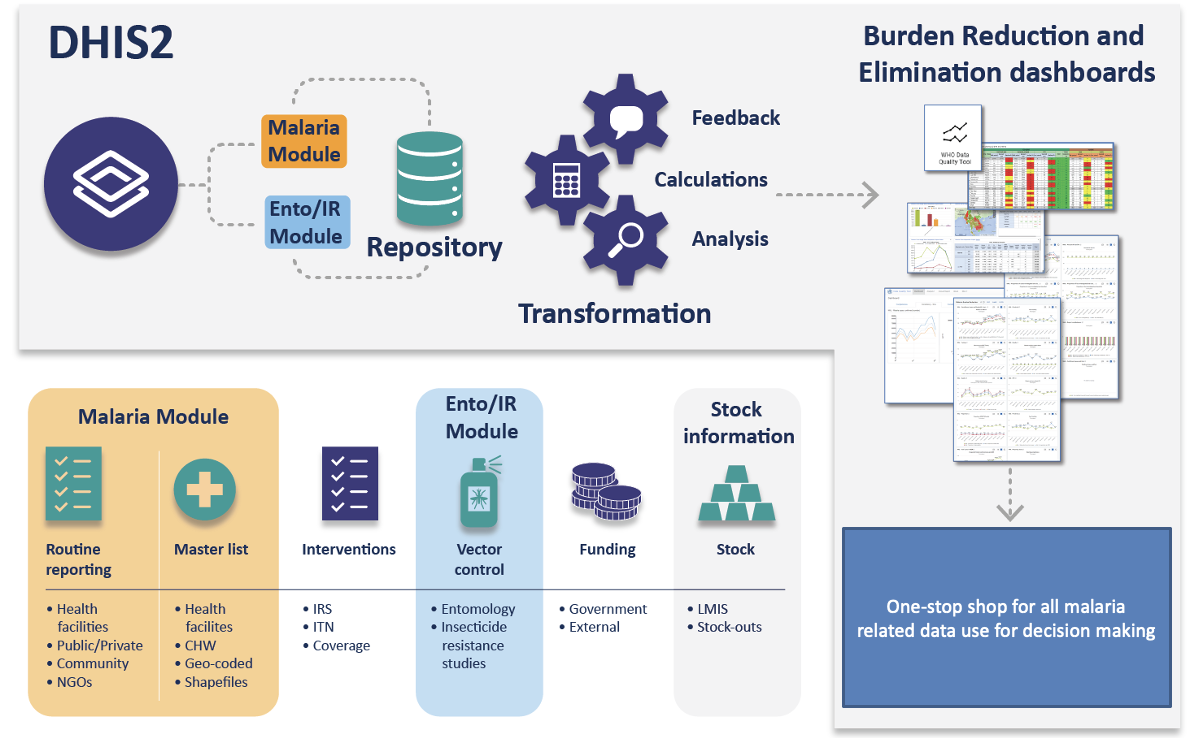 DHIS2
Malaria
Module
Ento/IR
Module
Repository
Feedback
Calculations
Analysis
Transformation
Burden Reduction and
Elimination dashboards
WHO Data
Quality Tool
Malaria Module
Routine
reporting
• Health
facilities
• Public/Private
• Community
• NGOs
Master list
• Health
facilites
• CHW
• Geo-coded
• Shapefiles
Interventions
• IRS
• ITN
• Coverage
Ento/IR
Module
Vector
control
• Entomology
• Insecticide
resistance
studies
Funding
• Government
• External
Stock
information
Stock
• LMIS
• Stock-outs
One-stop shop for all malaria
related data use for decision making